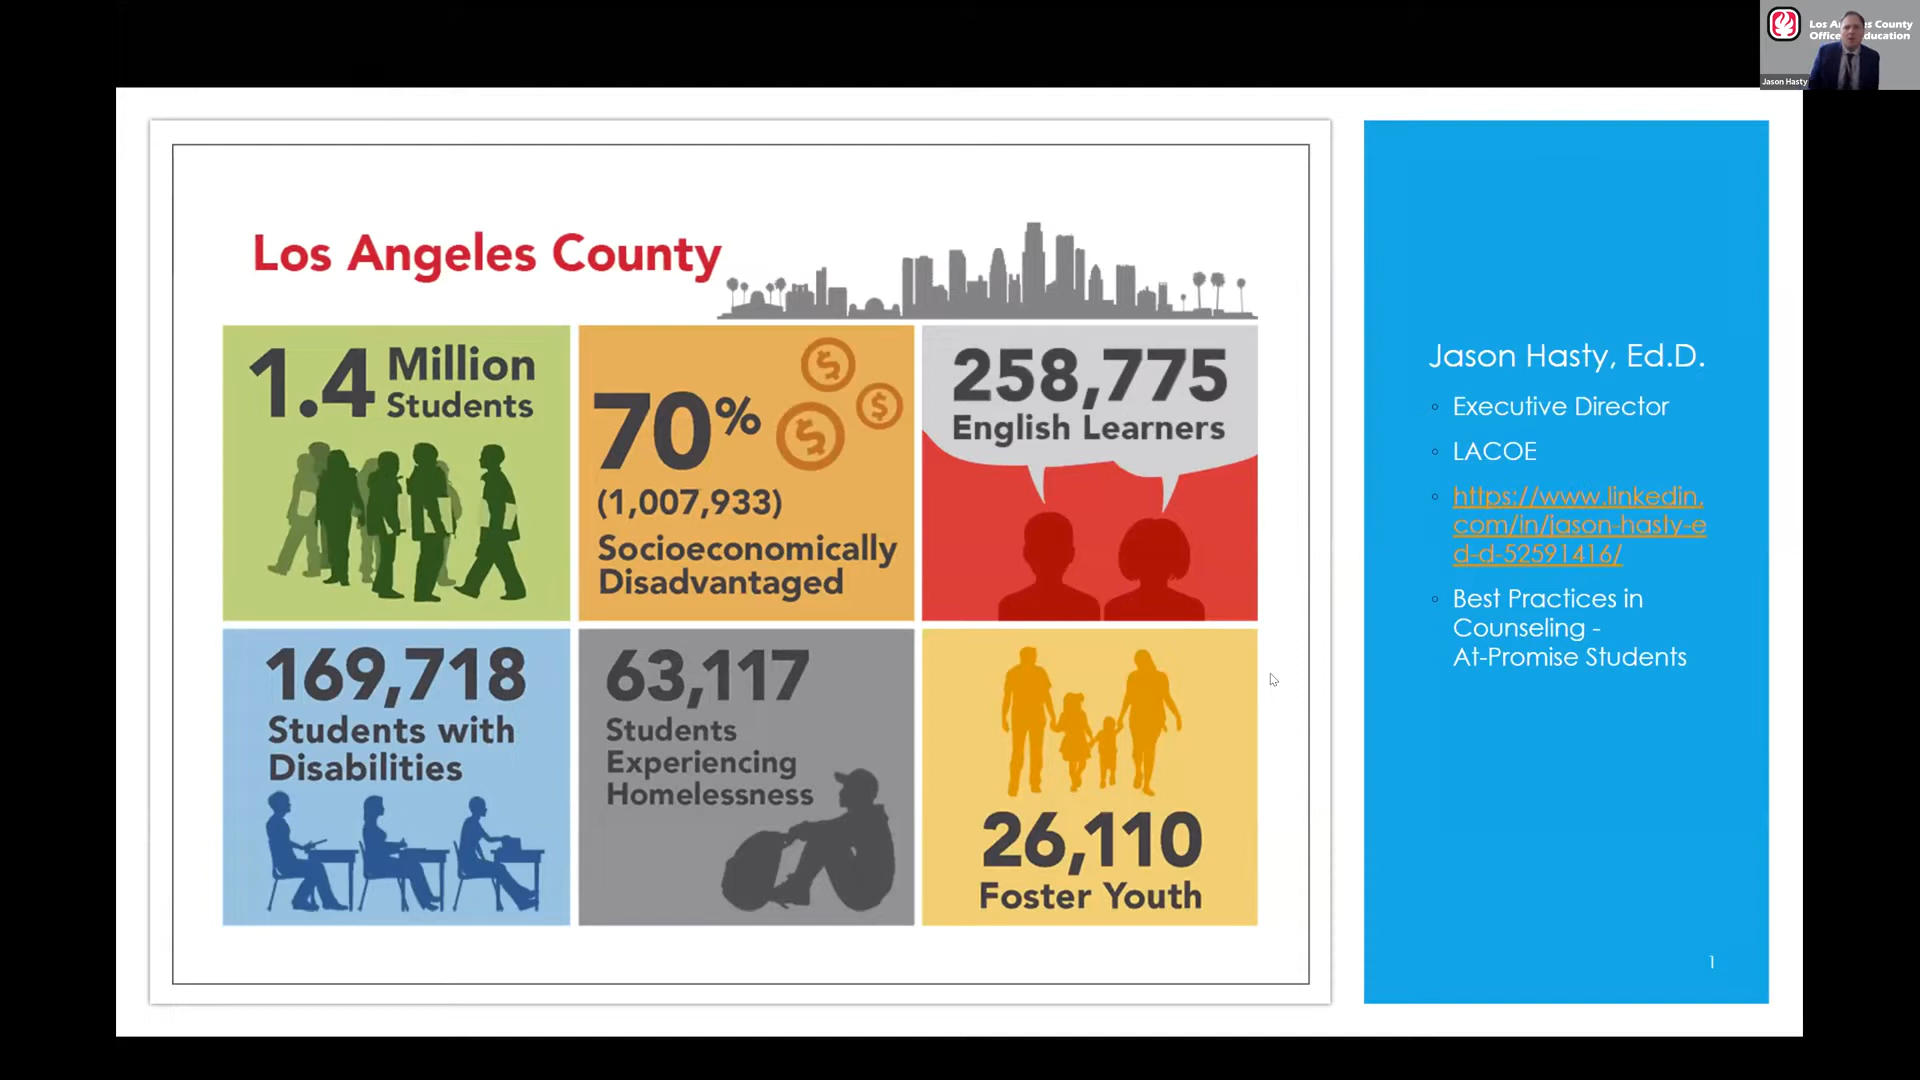 Los Angeles County
Office Education
Jason Hasty
Los Angeles County
1.4 Million
Students
70%
(1,007,933)
Socioeconomically
Disadvantaged
258,775
English Learners
169,718
Students with
Disabilities
63,117
Students
Experiencing
Homelessness
26,110
Foster Youth
Jason Hasty, Ed.D.
Executive Director
LACOE
https://www.linkedin.
com/in/jason-hasty-e
d-d-52591416/
Best Practices in
Counseling -
At-Promise Students
1